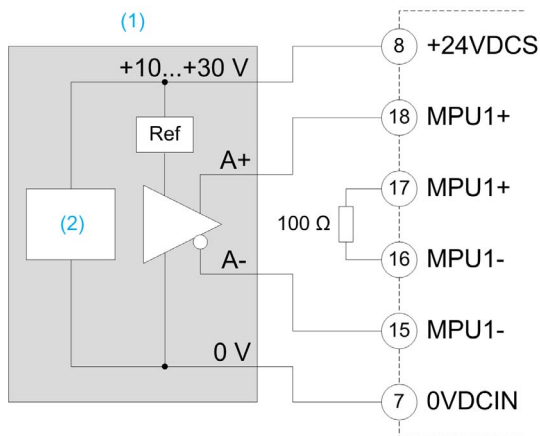 (1)
8 +24VDCS
+10...+30 V
18 MPU1+
Ref
A+
17 MPU1+
(2)
100 Ω
A-
16 MPU1-
15 MPU1-
0 V
7 0VDCIN